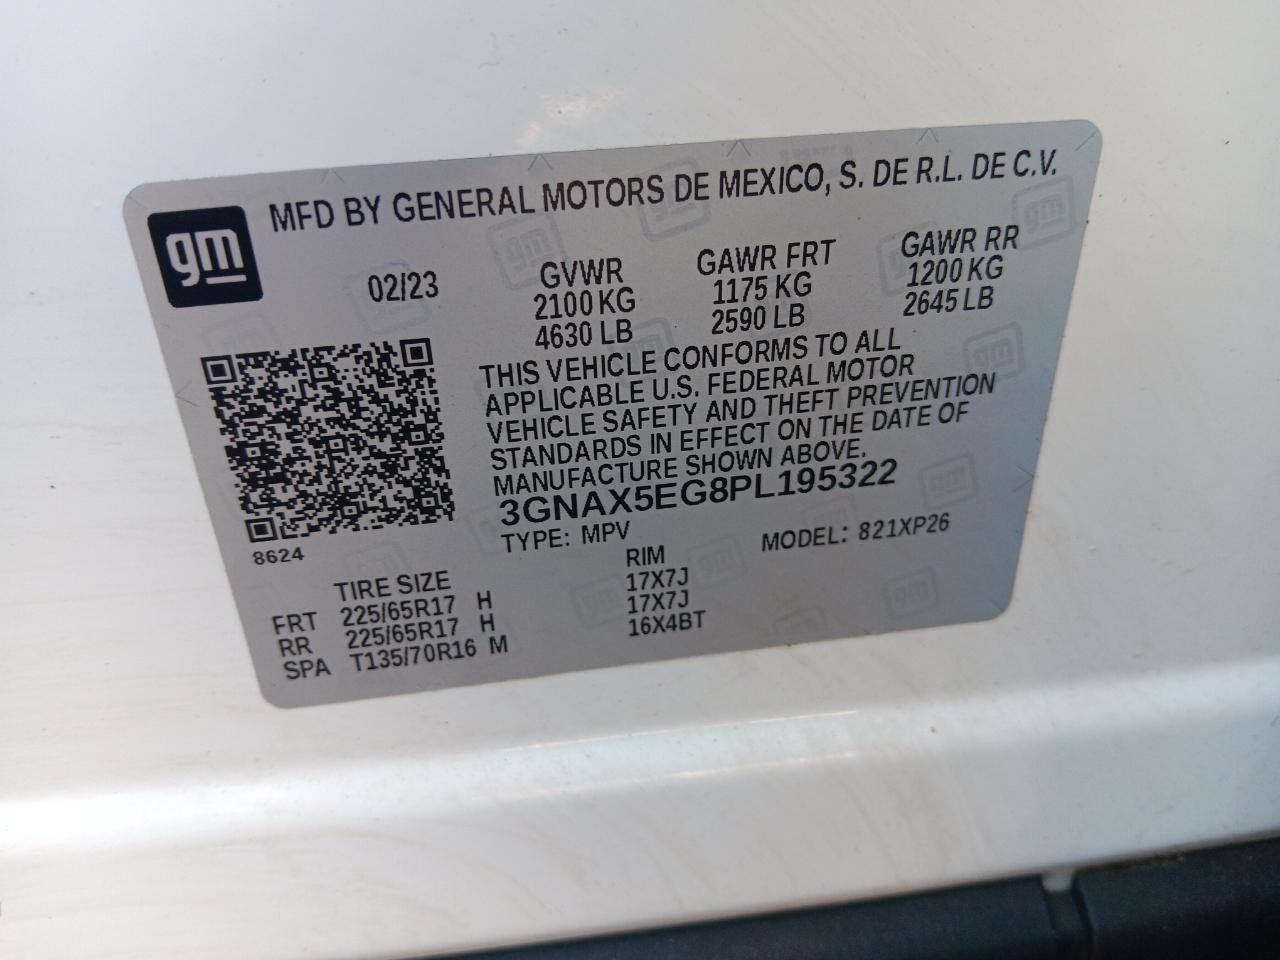 gm
MFD BY GENERAL MOTORS DE MEXICO, S. DE R.L. DE C.V.
02/23 GVWR GAWR FRT GAWR RR
2100 KG 1175 KG 1200 KG
4630 LB 2590 LB 2645 LB
THIS VEHICLE CONFORMS TO ALL
APPLICABLE U.S. FEDERAL MOTOR
VEHICLE SAFETY AND THEFT PREVENTION
STANDARDS IN EFFECT ON THE DATE OF
MANUFACTURE SHOWN ABOVE.
3GNAX5EG8PL195322
TYPE: MPV MODEL: 821XP26
8624
TIRE SIZE RIM
FRT 225/65R17 H 17X7J
RR 225/65R17 H 17X7J
SPA T135/70R16 M 16X4BT